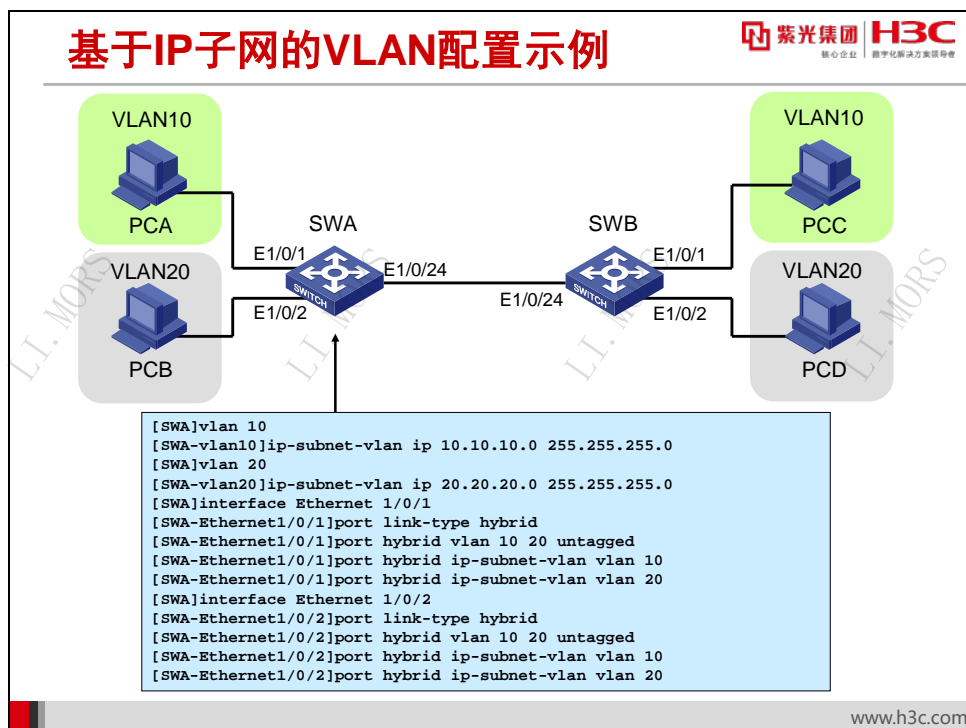 基于IP子网的VLAN配置示例
紫光集团 H3C
核心企业 数字化解决方案领导者
VLAN10
PCA
VLAN20
PCB
SWA
E1/0/1
E1/0/2
E1/0/24
SWITCH
SWB
E1/0/24
E1/0/1
E1/0/2
SWITCH
VLAN10
PCC
VLAN20
PCD
LI. MORS
LI. MORS
LI. MORS
LI. MORS
[SWA]vlan 10
[SWA-vlan10]ip-subnet-vlan ip 10.10.10.0 255.255.255.0
[SWA]vlan 20
[SWA-vlan20]ip-subnet-vlan ip 20.20.20.0 255.255.255.0
[SWA]interface Ethernet 1/0/1
[SWA-Ethernet1/0/1]port link-type hybrid
[SWA-Ethernet1/0/1]port hybrid vlan 10 20 untagged
[SWA-Ethernet1/0/1]port hybrid ip-subnet-vlan vlan 10
[SWA-Ethernet1/0/1]port hybrid ip-subnet-vlan vlan 20
[SWA]interface Ethernet 1/0/2
[SWA-Ethernet1/0/2]port link-type hybrid
[SWA-Ethernet1/0/2]port hybrid vlan 10 20 untagged
[SWA-Ethernet1/0/2]port hybrid ip-subnet-vlan vlan 10
[SWA-Ethernet1/0/2]port hybrid ip-subnet-vlan vlan 20
www.h3c.com